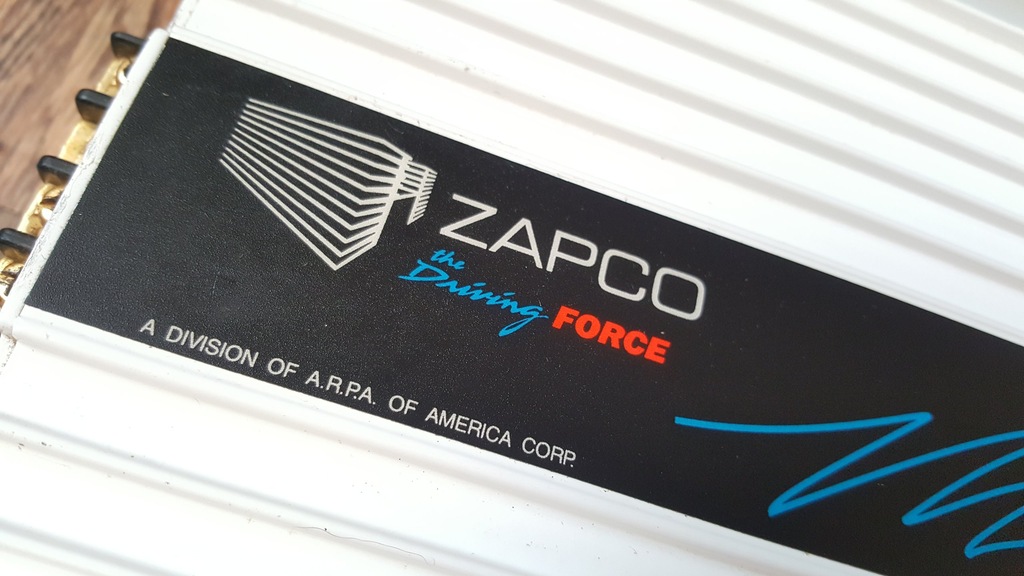 ZAPCO
the Driving FORCE
A DIVISION OF A.R.P.A. OF AMERICA CORP.